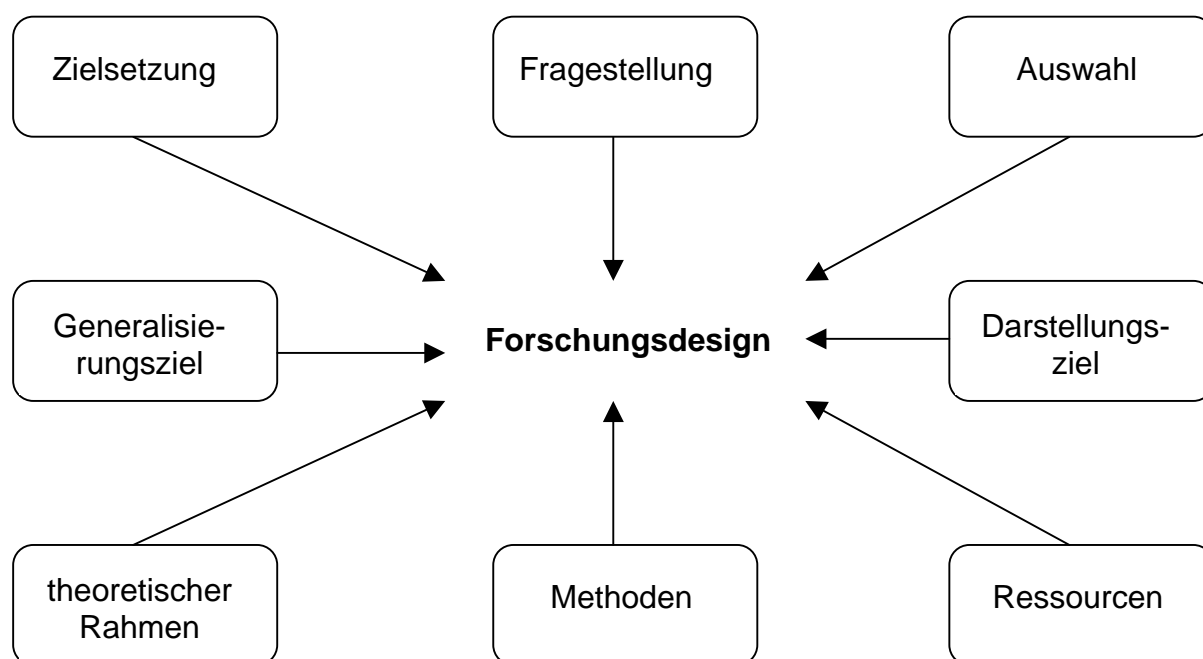 Zielsetzung
Fragestellung
Auswahl
Generalisie-
rungsziel
Forschungsdesign
Darstellungs-
ziel
theoretischer
Rahmen
Methoden
Ressourcen